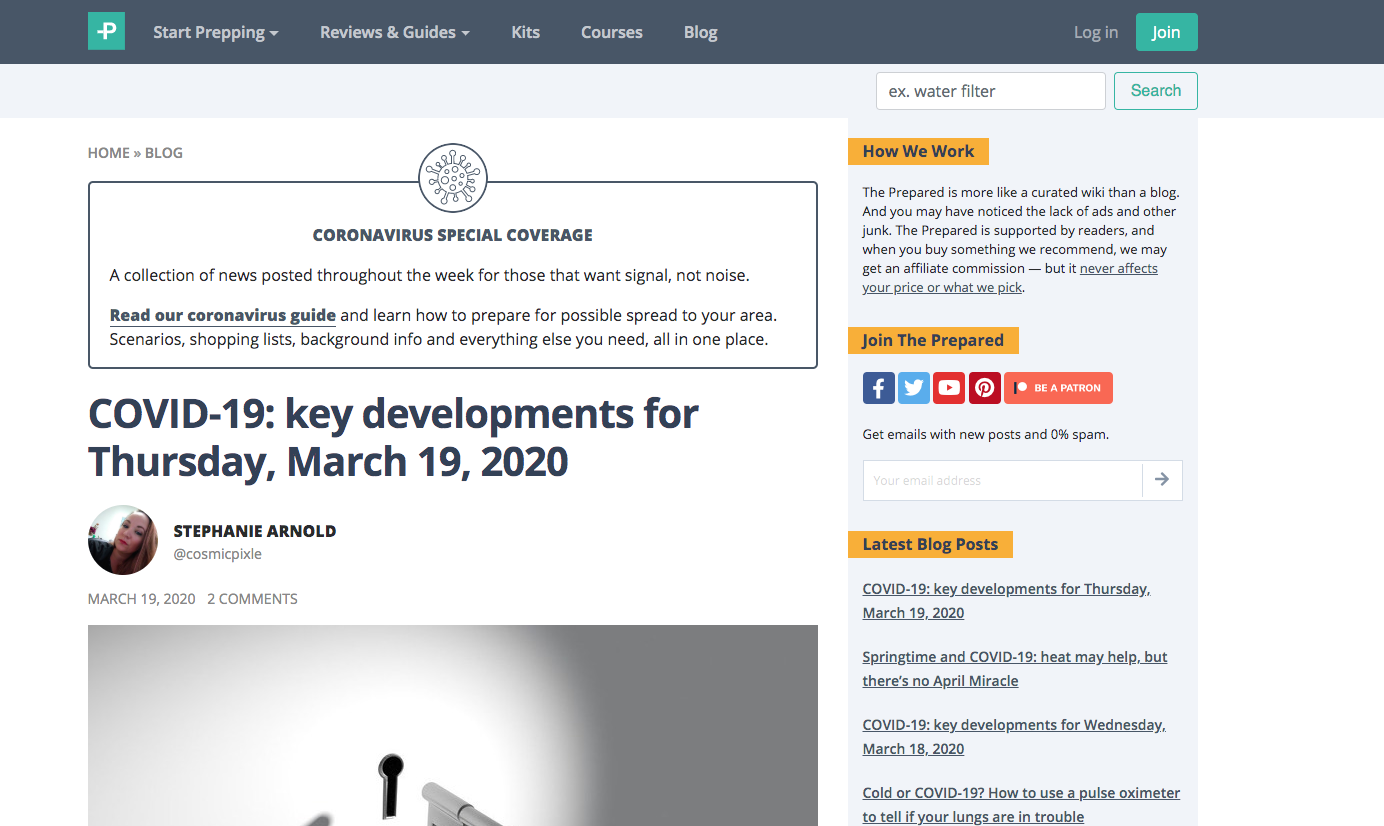 P
Start Prepping
Reviews & Guides
Kits
Courses
Blog
Log in
Join
ex. water filter
Search
HOME » BLOG
CORONAVIRUS SPECIAL COVERAGE
A collection of news posted throughout the week for those that want signal, not noise.
Read our coronavirus guide and learn how to prepare for possible spread to your area.
Scenarios, shopping lists, background info and everything else you need, all in one place.
COVID-19: key developments for
Thursday, March 19, 2020
STEPHANIE ARNOLD
@cosmicpixle
MARCH 19, 2020 2 COMMENTS
How We Work
The Prepared is more like a curated wiki than a blog.
And you may have noticed the lack of ads and other
junk. The Prepared is supported by readers, and
when you buy something we recommend, we may
get an affiliate commission — but it never affects
your price or what we pick.
Join The Prepared
BE A PATRON
Get emails with new posts and 0% spam.
Your email address
Latest Blog Posts
COVID-19: key developments for Thursday,
March 19, 2020
Springtime and COVID-19: heat may help, but
there's no April Miracle
COVID-19: key developments for Wednesday,
March 18, 2020
Cold or COVID-19? How to use a pulse oximeter
to tell if your lungs are in trouble